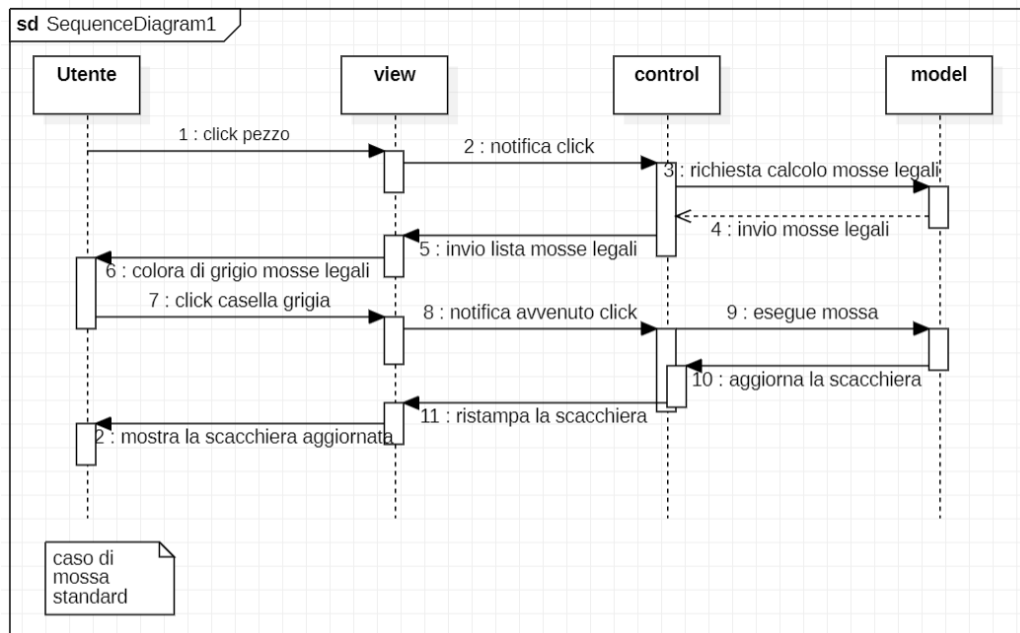 sd SequenceDiagram1
Utente
view
control
model
1 : click pezzo
2 : notifica click
3 : richiesta calcolo mosse legali
4 : invio mosse legali
5 : invio lista mosse legali
6 : colora di grigio mosse legali
7 : click casella grigia
8 : notifica avvenuto click
9 : esegue mossa
10 : aggiorna la scacchiera
11 : ristampa la scacchiera
2 : mostra la scacchiera aggiornata
caso di
mossa
standard